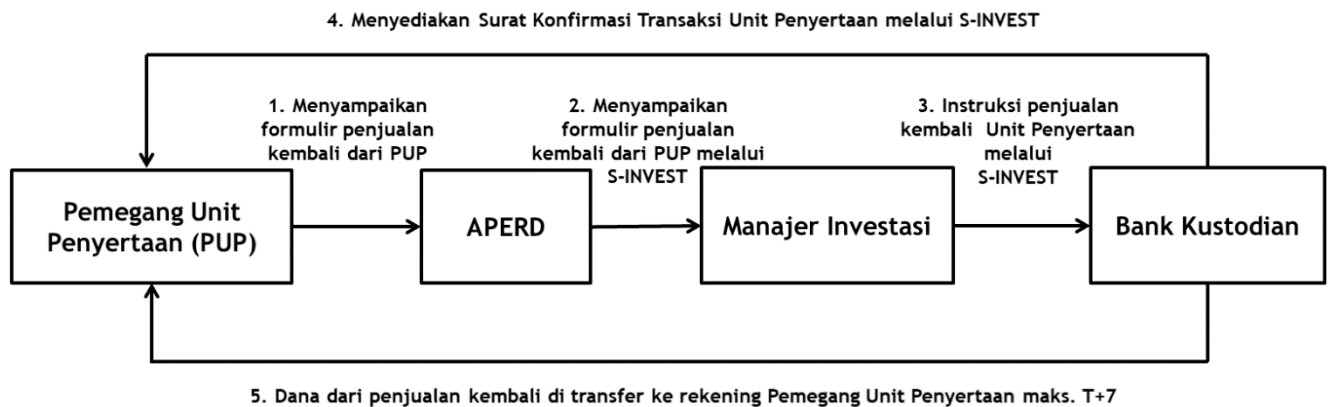 4. Menyediakan Surat Konfirmasi Transaksi Unit Penyertaan melalui S-INVEST
1. Menyampaikan
formulir penjualan
kembali dari PUP
2. Menyampaikan
formulir penjualan
kembali dari PUP melalui
S-INVEST
3. Instruksi penjualan
kembali Unit Penyertaan
melalui
S-INVEST
Pemegang Unit
Penyertaan (PUP)
APERD
Manajer Investasi
Bank Kustodian
5. Dana dari penjualan kembali di transfer ke rekening Pemegang Unit Penyertaan maks. T+7